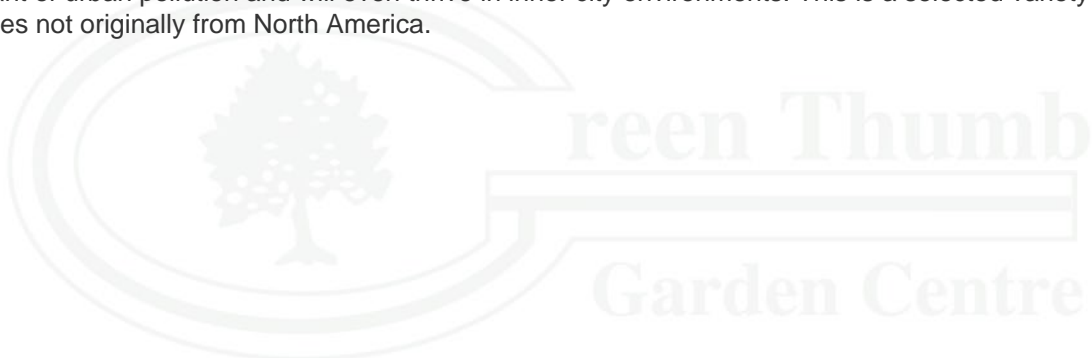 int of urban pollution and will even thrive in inner city environments. This is a selected variety
es not originally from North America.
reen Thumb
Garden Centre